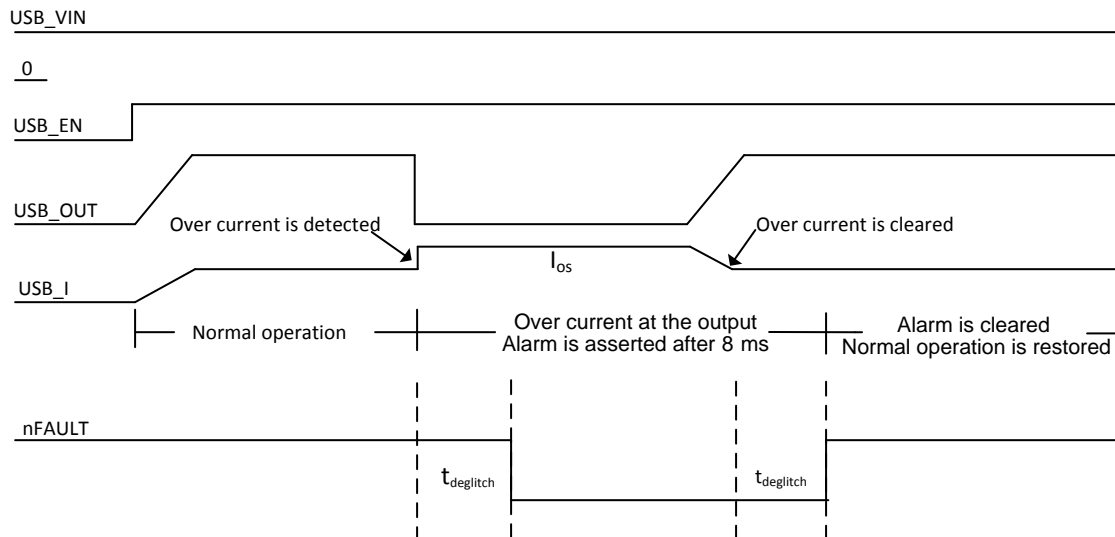 USB_VIN
0
USB_EN
USB_OUT
Over current is detected
Over current is cleared
Ios
USB_I
Normal operation
Over current at the output
Alarm is asserted after 8 ms
Alarm is cleared
Normal operation is restored
nFAULT
tdeglitch
tdeglitch